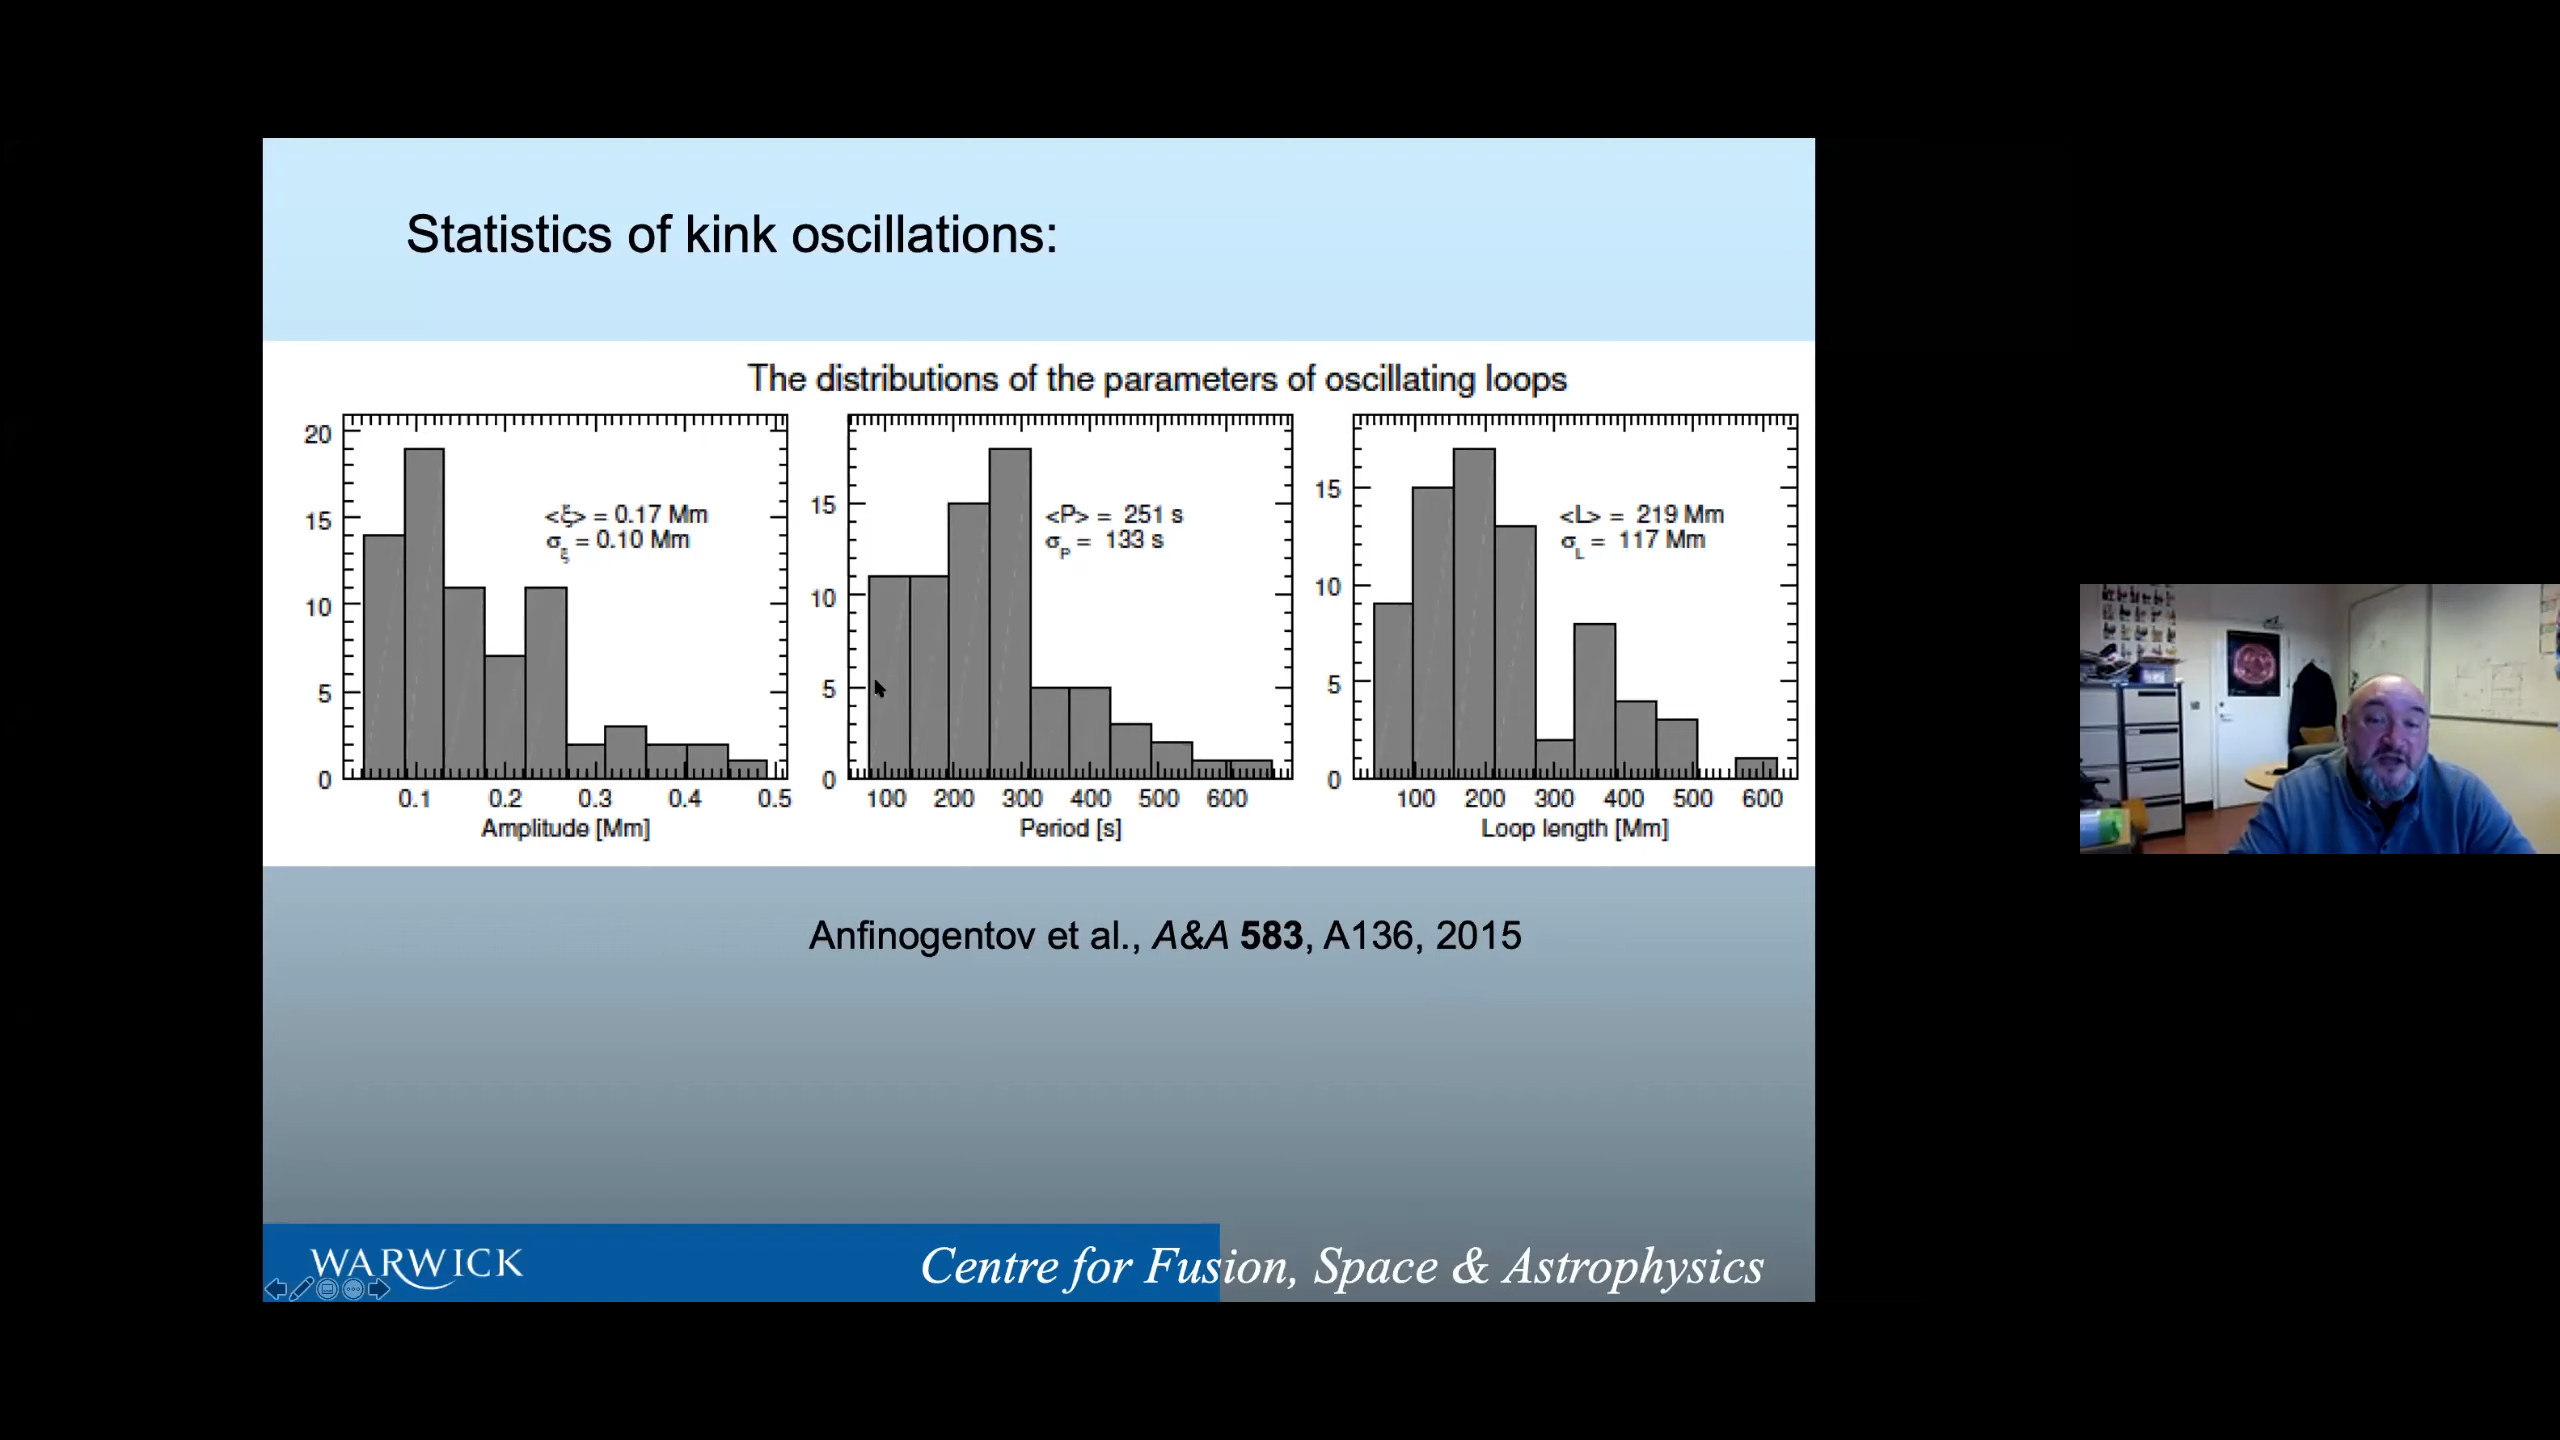 Statistics of kink oscillations:
The distributions of the parameters of oscillating loops
20
15
10
5
0
<ξ> = 0.17 Mm
σξ = 0.10 Mm
0.1 0.2 0.3 0.4 0.5
Amplitude [Mm]
15
10
5
0
<P> = 251 s
σP = 133 s
100 200 300 400 500 600
Period [s]
15
10
5
0
<L> = 219 Mm
σL = 117 Mm
100 200 300 400 500 600
Loop length [Mm]
Anfinogentov et al., A&A 583, A136, 2015
WARWICK
Centre for Fusion, Space & Astrophysics